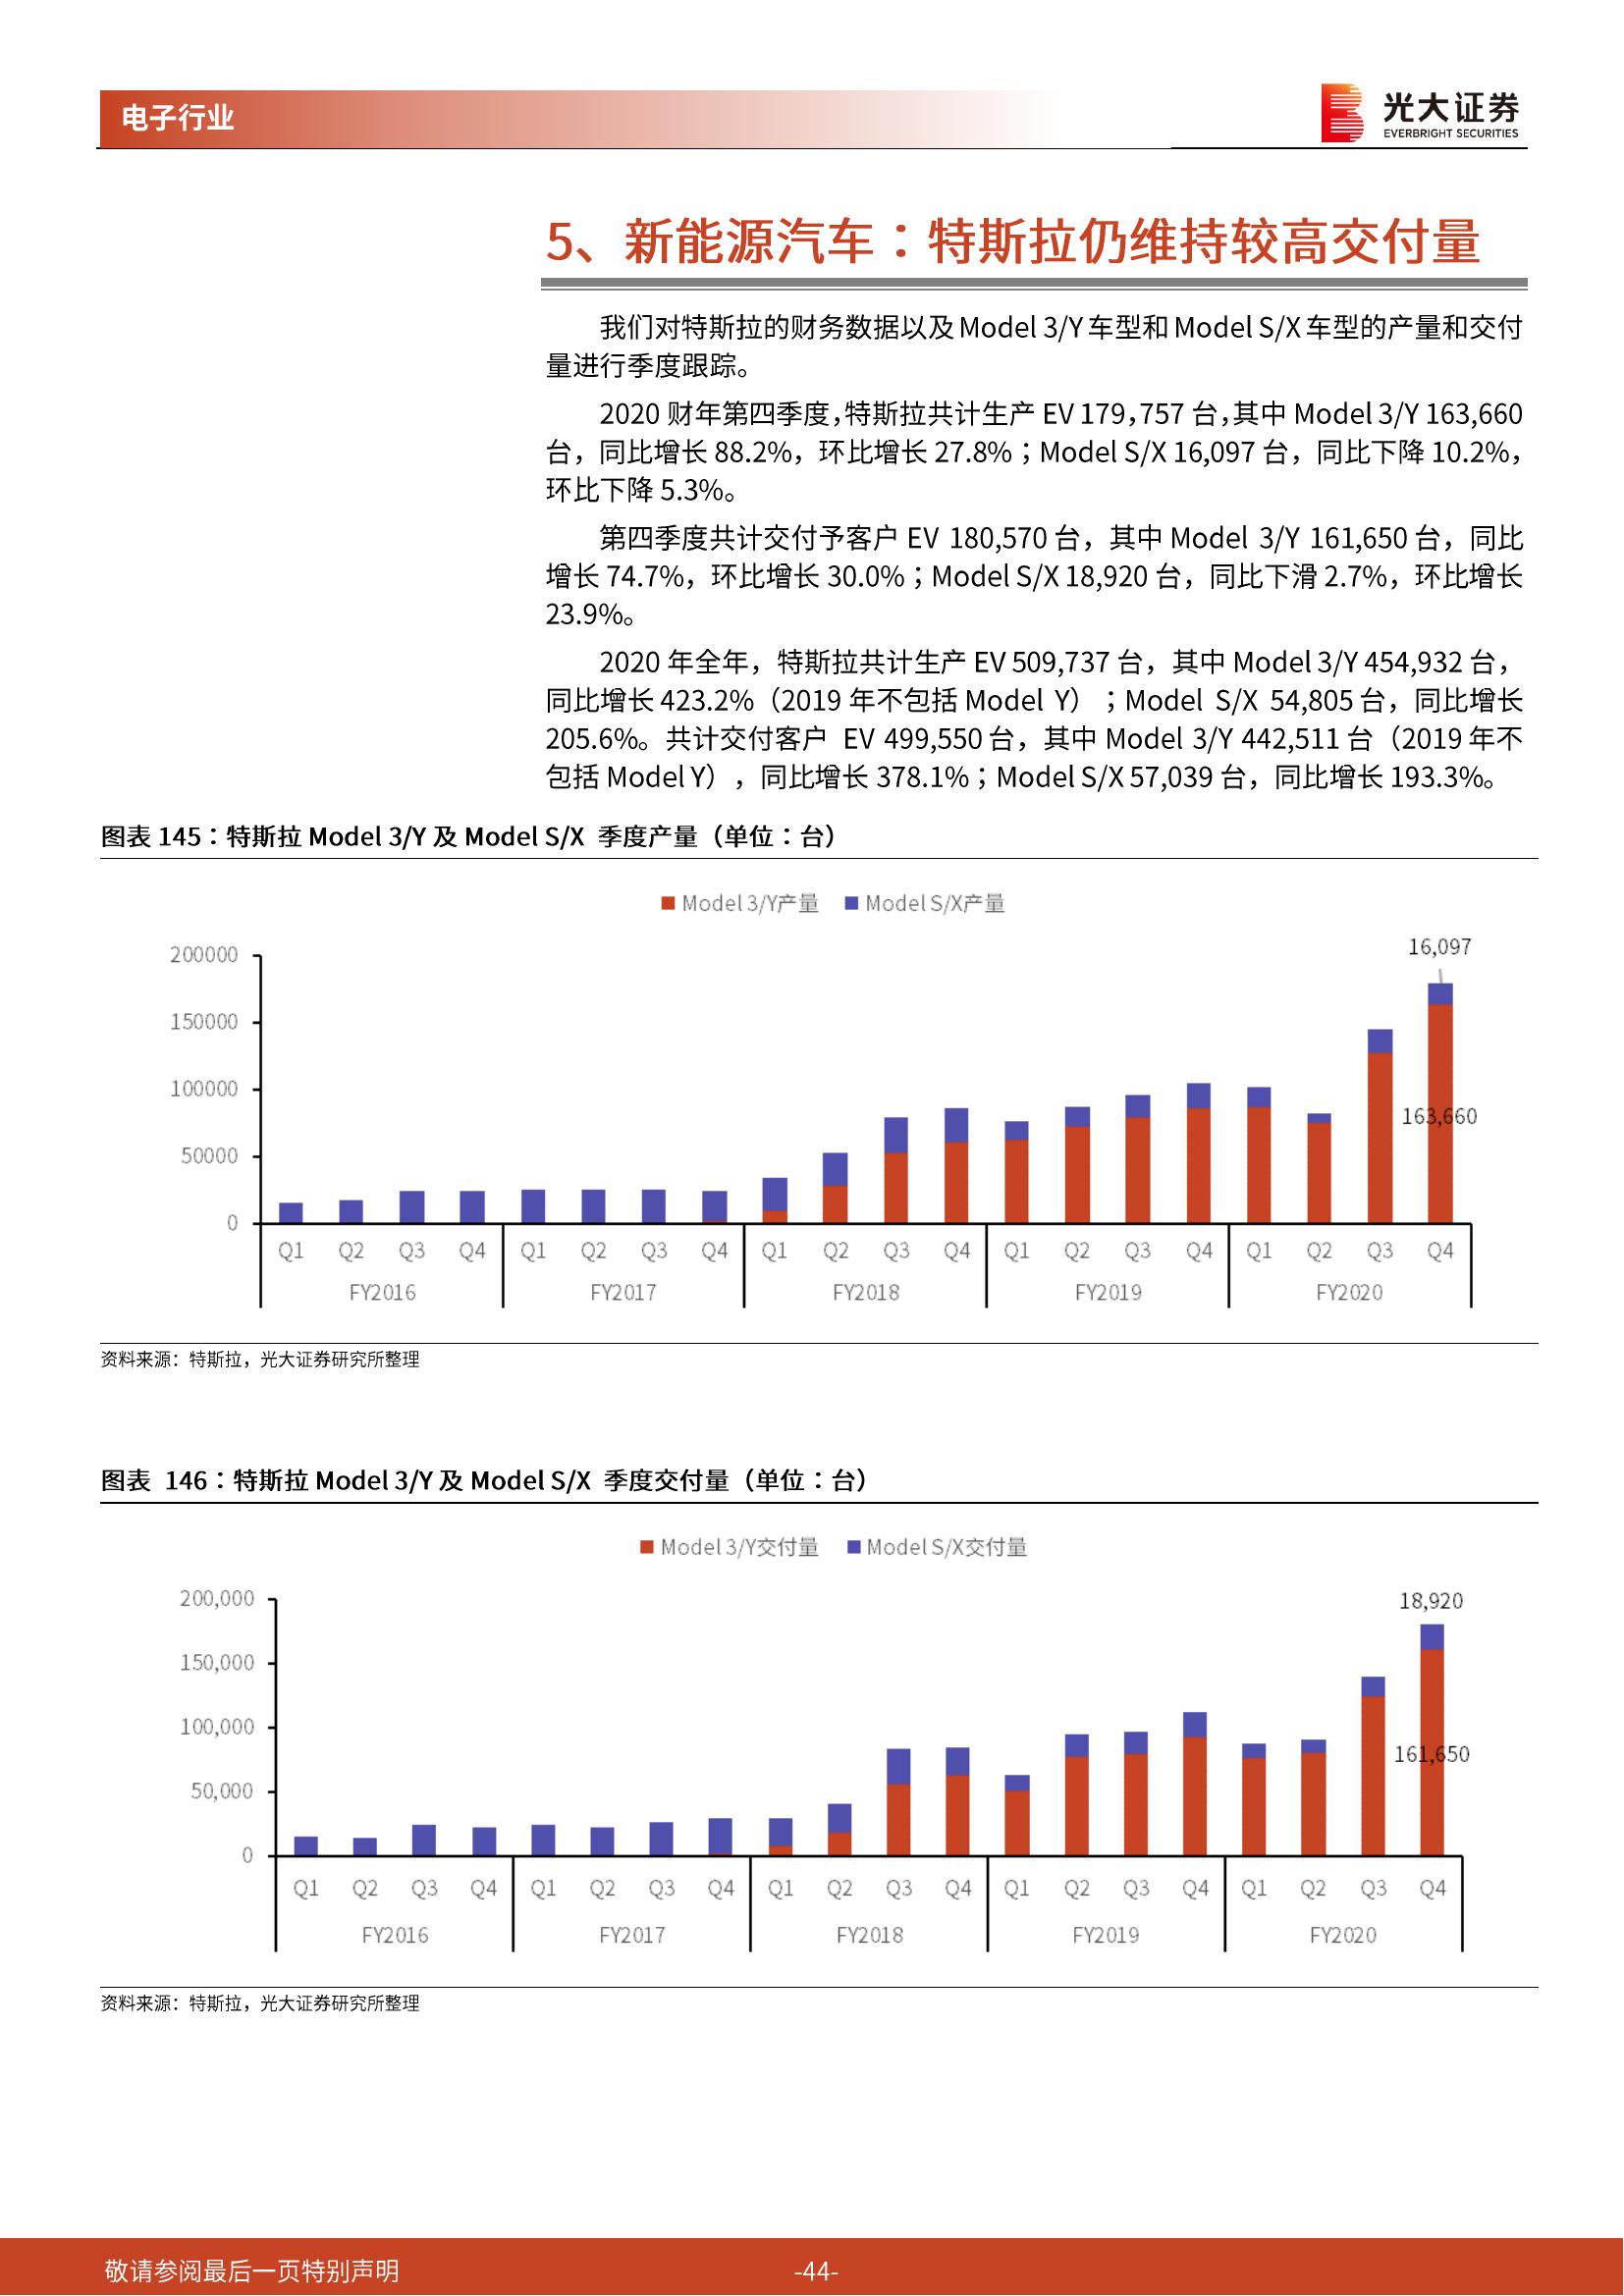 电子行业
光大证券
EVERBRIGHT SECURITIES
5、新能源汽车：特斯拉仍维持较高交付量
我们对特斯拉的财务数据以及 Model 3/Y 车型和 Model S/X 车型的产量和交付
量进行季度跟踪。
2020 财年第四季度，特斯拉共计生产 EV 179，757 台，其中 Model 3/Y 163,660
台，同比增长 88.2%，环比增长 27.8%；Model S/X 16,097 台，同比下降 10.2%，
环比下降 5.3%。
第四季度共计交付予客户 EV 180,570 台，其中 Model 3/Y 161,650 台，同比
增长 74.7%，环比增长 30.0%；Model S/X 18,920 台，同比下滑 2.7%，环比增长
23.9%。
2020 年全年，特斯拉共计生产 EV 509,737 台，其中 Model 3/Y 454,932 台，
同比增长 423.2%（2019 年不包括 Model Y）；Model S/X 54,805 台，同比增长
205.6%。共计交付客户 EV 499,550 台，其中 Model 3/Y 442,511 台（2019 年不
包括 Model Y），同比增长 378.1%；Model S/X 57,039 台，同比增长 193.3%。
图表 145：特斯拉 Model 3/Y 及 Model S/X 季度产量（单位：台）
Model 3/Y产量 Model S/X产量
200000
150000
100000
50000
0
16,097
163,660
Q1 Q2 Q3 Q4 Q1 Q2 Q3 Q4 Q1 Q2 Q3 Q4 Q1 Q2 Q3 Q4 Q1 Q2 Q3 Q4
FY2016 FY2017 FY2018 FY2019 FY2020
资料来源：特斯拉，光大证券研究所整理
图表 146：特斯拉 Model 3/Y 及 Model S/X 季度交付量（单位：台）
Model 3/Y交付量 Model S/X交付量
200,000
150,000
100,000
50,000
0
18,920
161,650
Q1 Q2 Q3 Q4 Q1 Q2 Q3 Q4 Q1 Q2 Q3 Q4 Q1 Q2 Q3 Q4 Q1 Q2 Q3 Q4
FY2016 FY2017 FY2018 FY2019 FY2020
资料来源：特斯拉，光大证券研究所整理
敬请参阅最后一页特别声明 -44-